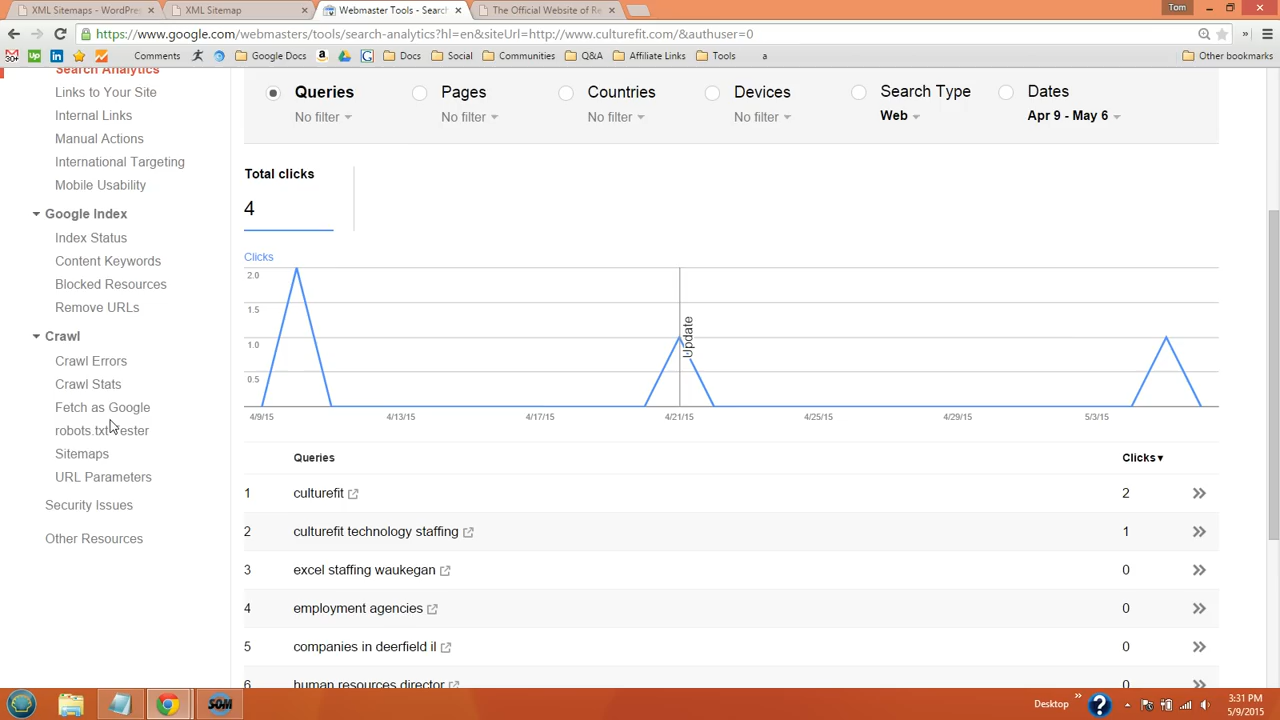 XML Sitemaps - WordPres
XML Sitemap
Webmaster Tools - Search
The Official Website of Re
Tom
https://www.google.com/webmasters/tools/search-analytics?hl=en&siteUrl=http://www.culturefit.com/&authuser=0
Comments
Google Docs
Docs
Social
Communities
Q&A
Affiliate Links
Tools
a
Other bookmarks
Search Analytics
Links to Your Site
Internal Links
Manual Actions
International Targeting
Mobile Usability
Google Index
Index Status
Content Keywords
Blocked Resources
Remove URLs
Crawl
Crawl Errors
Crawl Stats
Fetch as Google
robots.txt Tester
Sitemaps
URL Parameters
Security Issues
Other Resources
Queries
No filter
Pages
No filter
Countries
No filter
Devices
No filter
Search Type
Web
Dates
Apr 9 - May 6
Total clicks
4
Clicks
2.0
1.5
1.0
0.5
Update
4/9/15 4/13/15 4/17/15 4/21/15 4/25/15 4/29/15 5/3/15
Queries Clicks▼
1 culturefit 2
2 culturefit technology staffing 1
3 excel staffing waukegan 0
4 employment agencies 0
5 companies in deerfield il 0
6 human resources director 0
SOM
Desktop
3:31 PM
5/9/2015